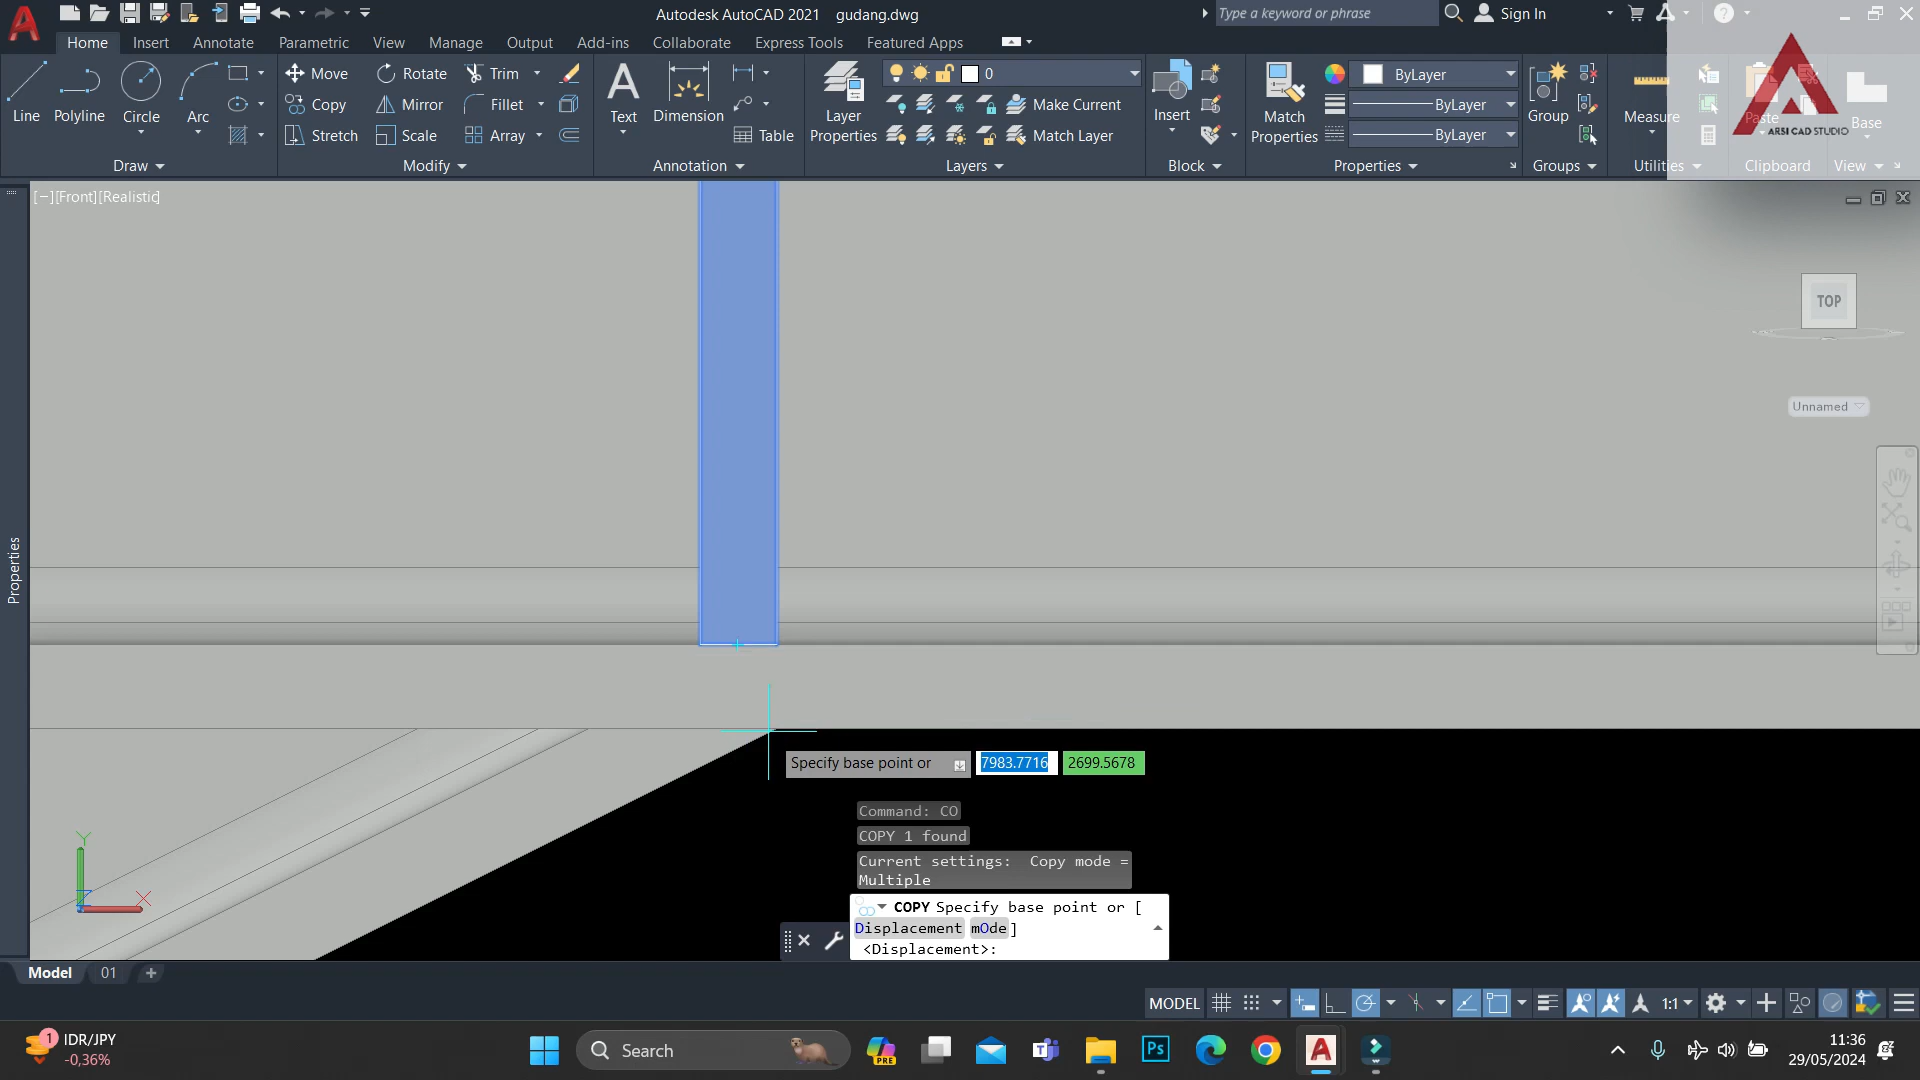 Autodesk AutoCAD 2021 gudang.dwg
Type a keyword or phrase
Sign In
Home Insert Annotate Parametric View Manage Output Add-ins Collaborate Express Tools Featured Apps
Line Polyline Circle Arc
Move Rotate Trim
Copy Mirror Fillet
Stretch Scale Array
Text Dimension Table
Layer Properties
0
Make Current
Match Layer
Insert
Match Properties
ByLayer
ByLayer
ByLayer
Group
Measure
Paste
Base
ARSI CAD STUDIO
Draw Modify Annotation Layers Block Properties Groups Utilities Clipboard View
[−][Front][Realistic]
TOP
Unnamed
Properties
Y
X
Specify base point or 7983.7716 2699.5678
Command: CO
COPY 1 found
Current settings: Copy mode =
Multiple
COPY Specify base point or [
Displacement mOde]
<Displacement>:
Model 01
MODEL 1:1
1
IDR/JPY
-0,36%
Search
PRE
Ps
11:36
29/05/2024